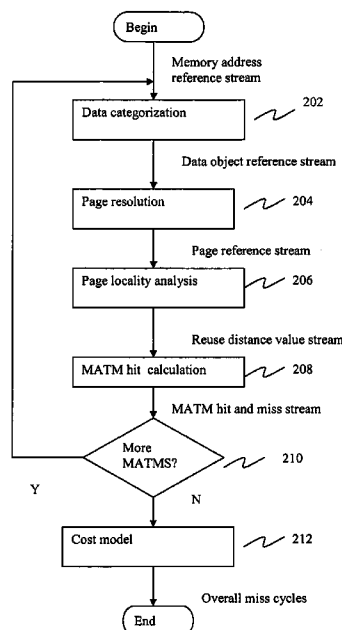 Begin
Memory address
reference stream
Data categorization
202
Data object reference stream
Page resolution
204
Page reference stream
Page locality analysis
206
Reuse distance value stream
MATM hit calculation
208
MATM hit and miss stream
More
MATMS?
210
Y
N
Cost model
212
Overall miss cycles
End